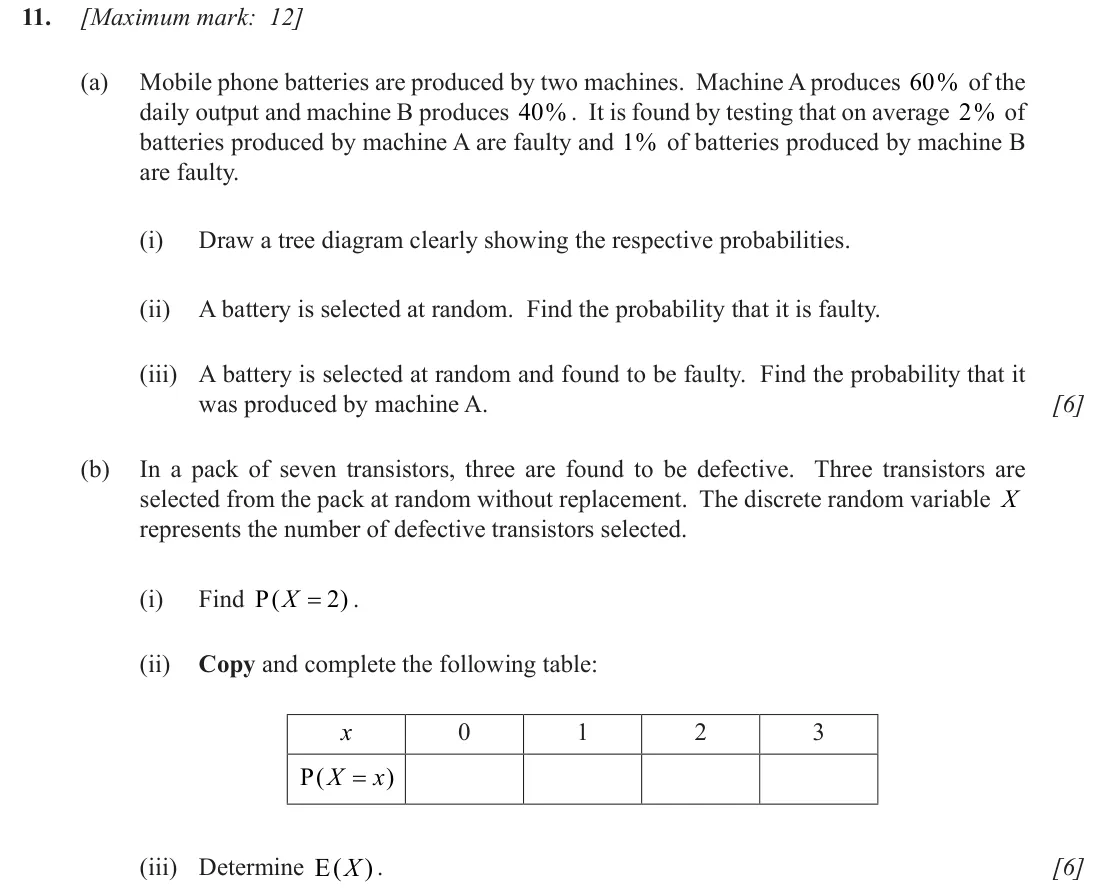 11. [Maximum mark: 12]
(a) Mobile phone batteries are produced by two machines. Machine A produces 60% of the
daily output and machine B produces 40%. It is found by testing that on average 2% of
batteries produced by machine A are faulty and 1% of batteries produced by machine B
are faulty.
(i) Draw a tree diagram clearly showing the respective probabilities.
(ii) A battery is selected at random. Find the probability that it is faulty.
(iii) A battery is selected at random and found to be faulty. Find the probability that it
was produced by machine A. [6]
(b) In a pack of seven transistors, three are found to be defective. Three transistors are
selected from the pack at random without replacement. The discrete random variable X
represents the number of defective transistors selected.
(i) Find P(X = 2).
(ii) Copy and complete the following table:
x 0 1 2 3
P(X = x)
(iii) Determine E(X). [6]